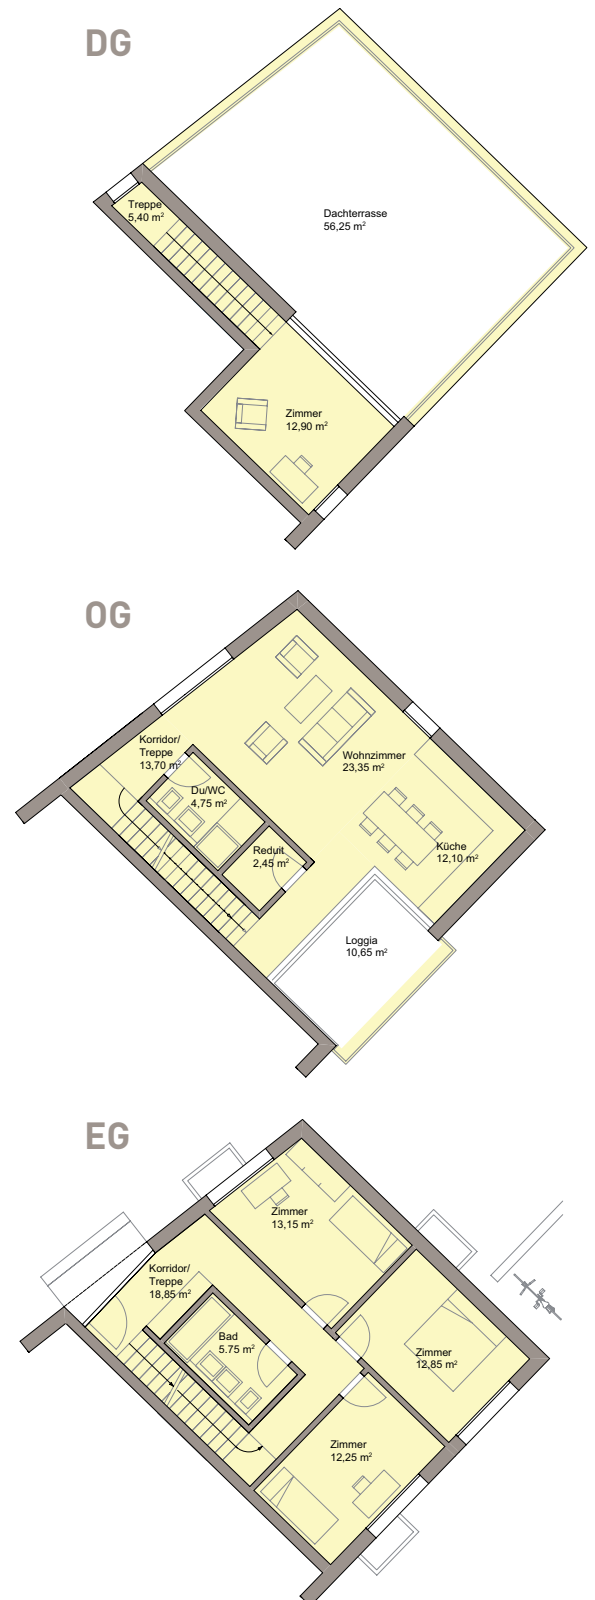 DG
Treppe
5,40 m²
Dachterrasse
56,25 m²
Zimmer
12,90 m²
OG
Korridor/
Treppe
13,70 m²
Wohnzimmer
23,35 m²
Du/WC
4,75 m²
Reduit
2,45 m²
Küche
12,10 m²
Loggia
10,65 m²
EG
Zimmer
13,15 m²
Korridor/
Treppe
18,85 m²
Bad
5.75 m²
Zimmer
12,85 m²
Zimmer
12,25 m²